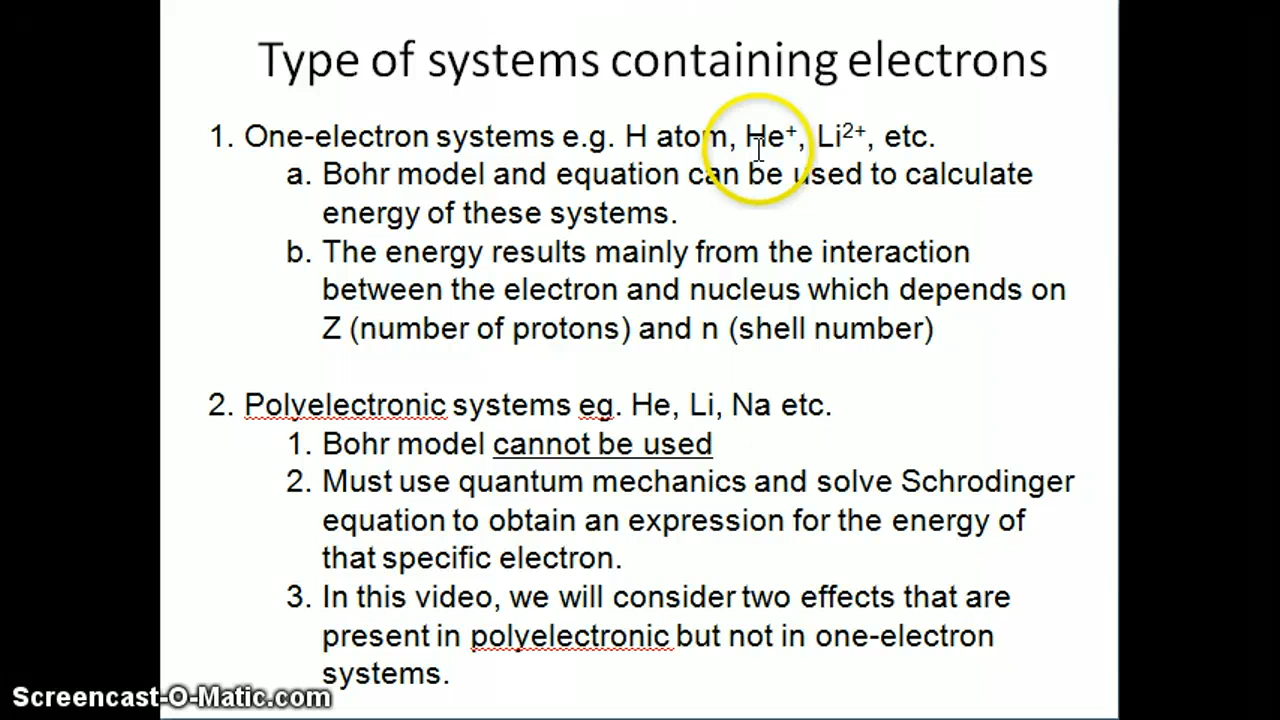 Type of systems containing electrons
1. One-electron systems e.g. H atom, He⁺, Li²⁺, etc.
a. Bohr model and equation can be used to calculate
energy of these systems.
b. The energy results mainly from the interaction
between the electron and nucleus which depends on
Z (number of protons) and n (shell number)
2. Polyelectronic systems eg. He, Li, Na etc.
1. Bohr model cannot be used
2. Must use quantum mechanics and solve Schrodinger
equation to obtain an expression for the energy of
that specific electron.
3. In this video, we will consider two effects that are
present in polyelectronic but not in one-electron
systems.
Screencast-O-Matic.com